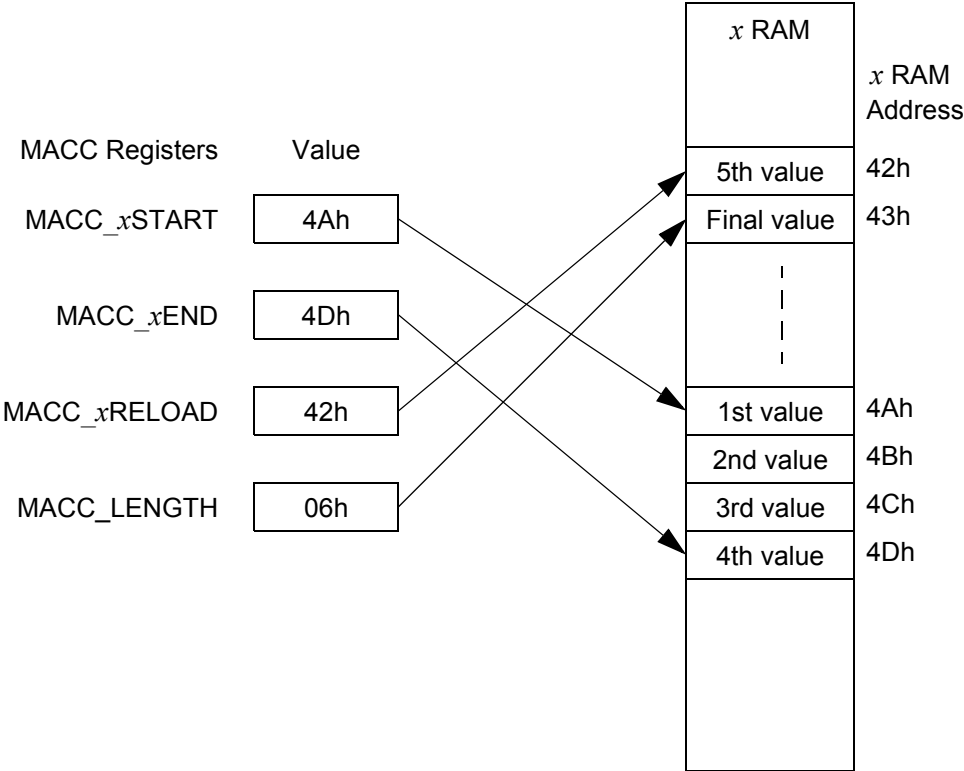 x RAM
x RAM
Address
MACC Registers Value
5th value 42h
MACC_xSTART 4Ah Final value 43h
MACC_xEND 4Dh
MACC_xRELOAD 42h 1st value 4Ah
2nd value 4Bh
MACC_LENGTH 06h 3rd value 4Ch
4th value 4Dh